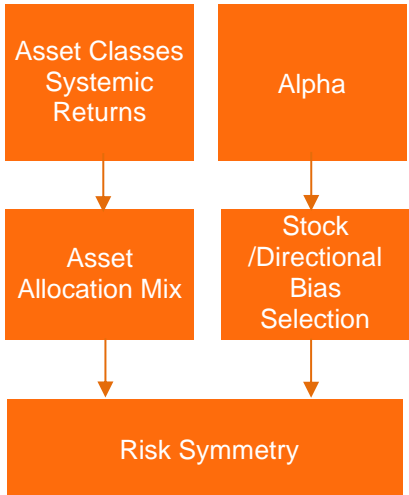 Asset Classes
Systemic
Returns
Alpha
Asset
Allocation Mix
Stock
/Directional
Bias
Selection
Risk Symmetry